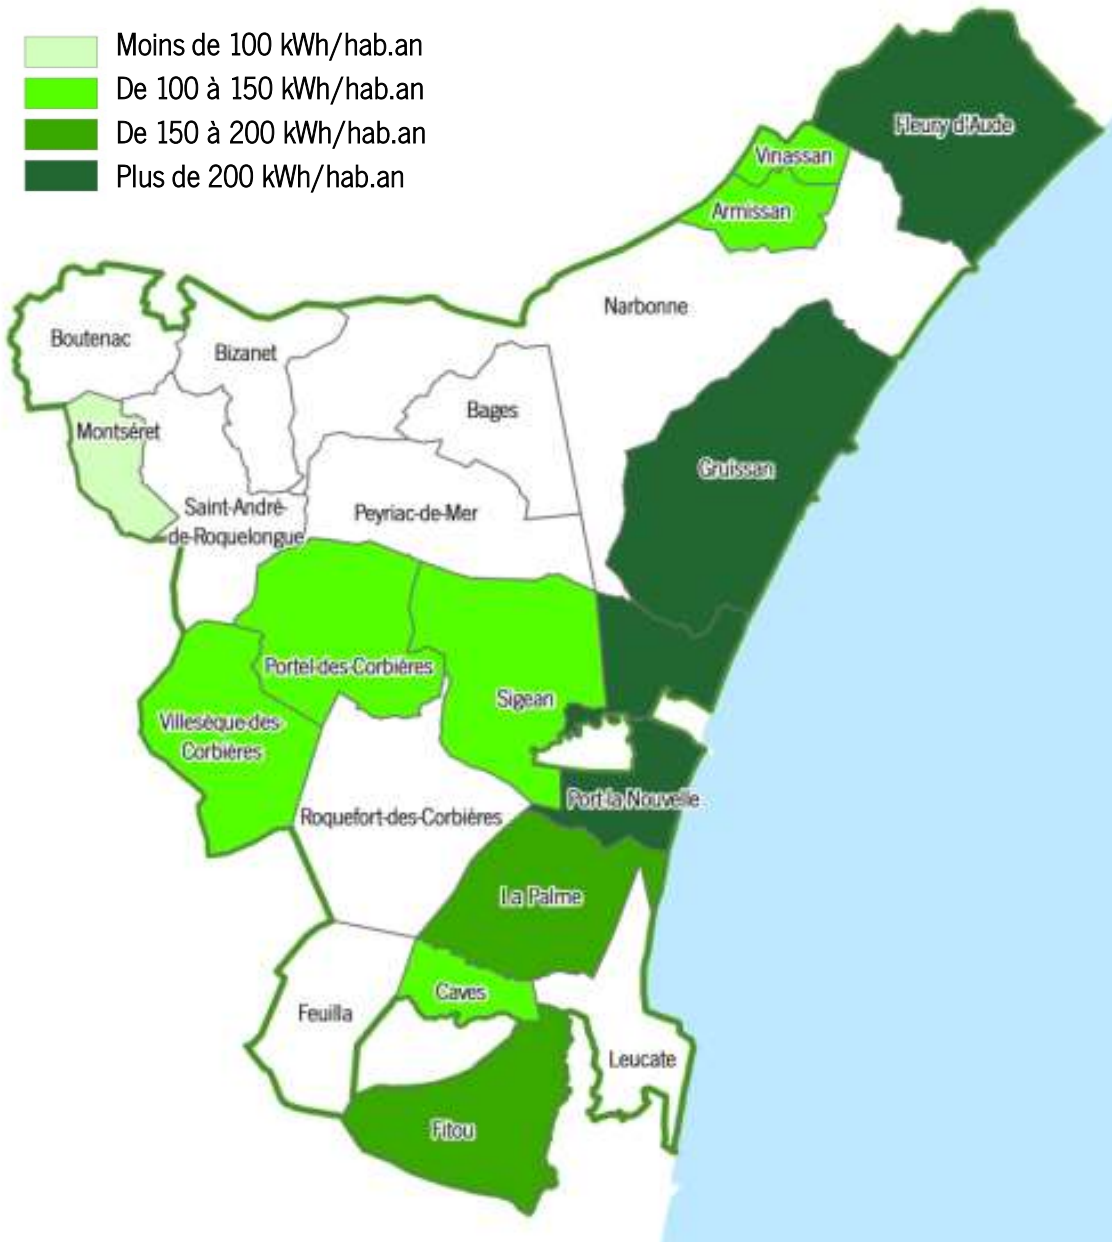 Moins de 100 kWh/hab.an
De 100 à 150 kWh/hab.an
De 150 à 200 kWh/hab.an
Plus de 200 kWh/hab.an
Fleury d'Aude
Vinassan
Armissan
Narbonne
Boutenac
Bizanet
Bages
Montséret
Gruissan
Saint-André-
de-Roquelongue
Peyriac-de-Mer
Portel-des-Corbières
Sigean
Villesèque-des-
Corbières
Port-la-Nouvelle
Roquefort-des-Corbières
La Palme
Caves
Feuilla
Leucate
Fitou